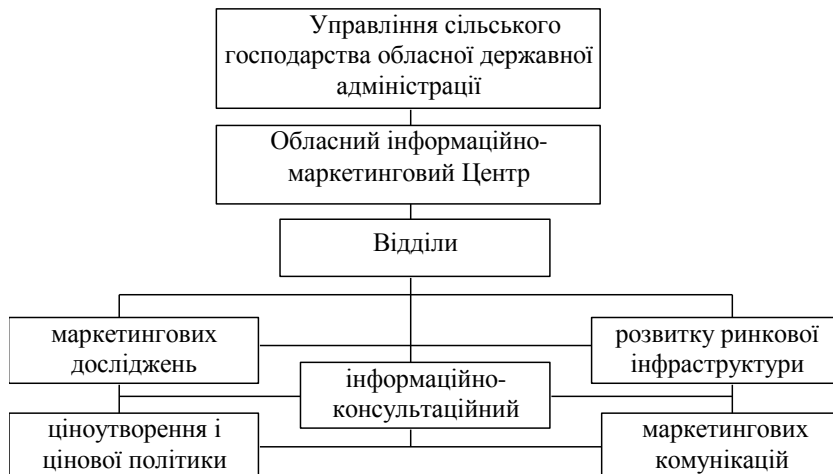 Управління сільського
господарства обласної державної
адміністрації
Обласний інформаційно-
маркетинговий Центр
Відділи
маркетингових
досліджень
розвитку ринкової
інфраструктури
інформаційно-
консультаційний
ціноутворення і
цінової політики
маркетингових
комунікацій